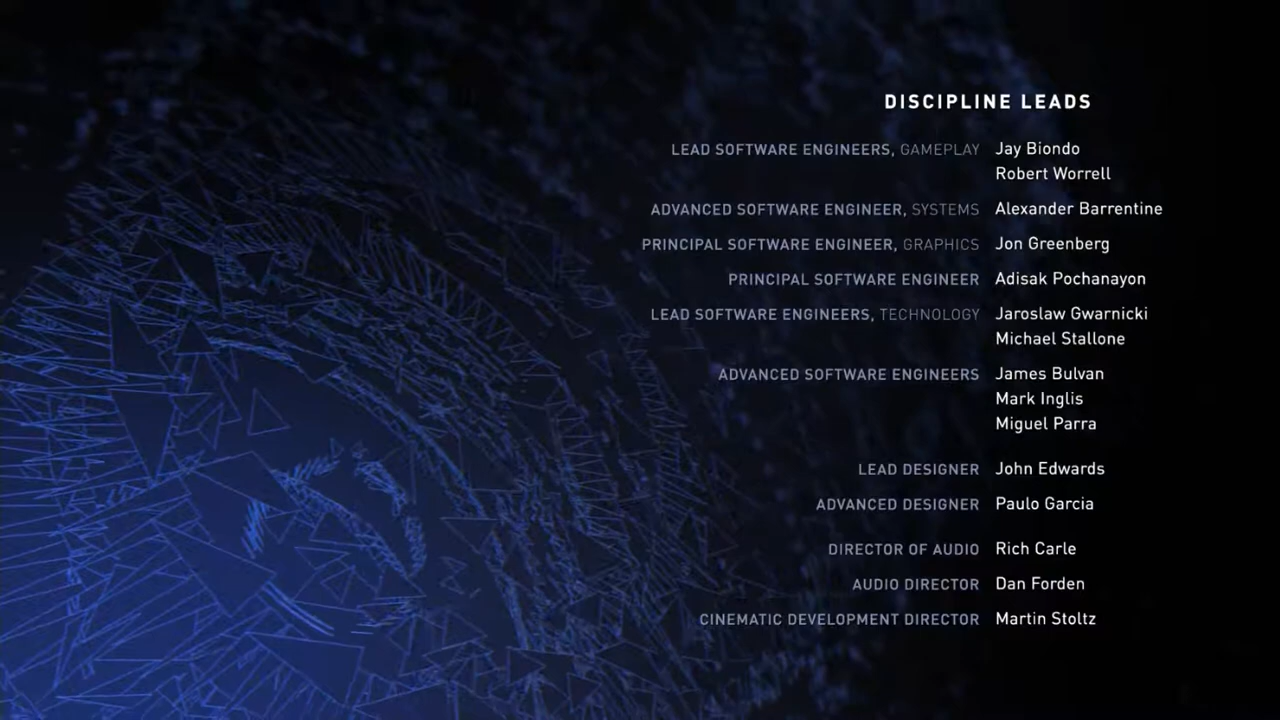 DISCIPLINE LEADS
LEAD SOFTWARE ENGINEERS, GAMEPLAY Jay Biondo
Robert Worrell
ADVANCED SOFTWARE ENGINEER, SYSTEMS Alexander Barrentine
PRINCIPAL SOFTWARE ENGINEER, GRAPHICS Jon Greenberg
PRINCIPAL SOFTWARE ENGINEER Adisak Pochanayon
LEAD SOFTWARE ENGINEERS, TECHNOLOGY Jaroslaw Gwarnicki
Michael Stallone
ADVANCED SOFTWARE ENGINEERS James Bulvan
Mark Inglis
Miguel Parra
LEAD DESIGNER John Edwards
ADVANCED DESIGNER Paulo Garcia
DIRECTOR OF AUDIO Rich Carle
AUDIO DIRECTOR Dan Forden
CINEMATIC DEVELOPMENT DIRECTOR Martin Stoltz